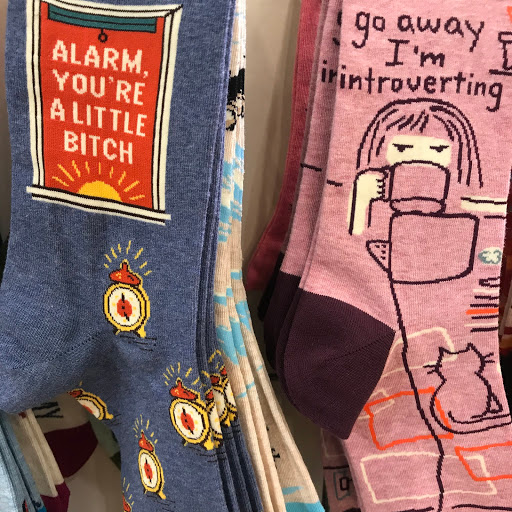 ALARM,
YOU'RE
A LITTLE
BITCH
go away
I'm
introverting